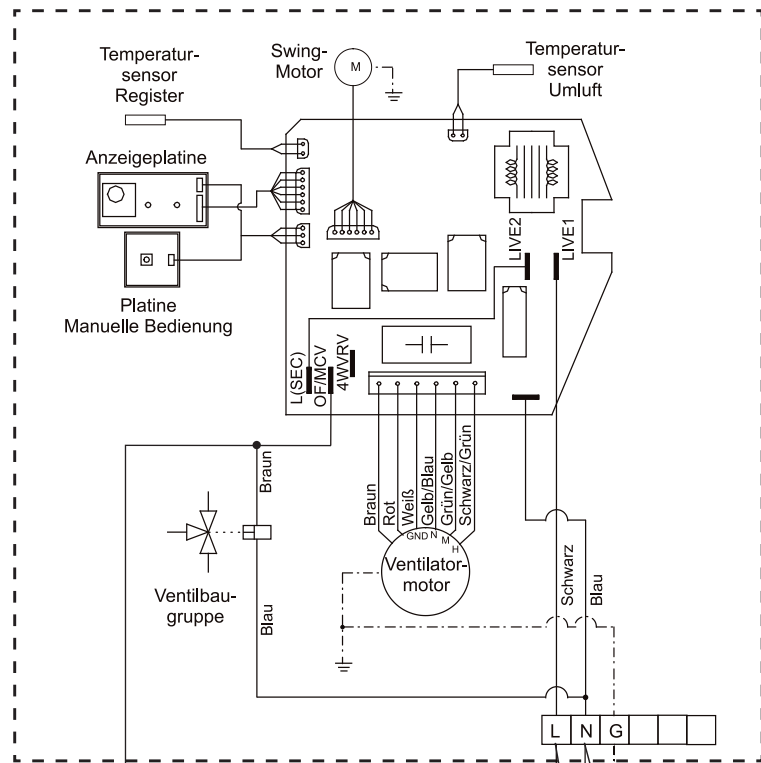 Temperatur-
sensor
Register
Swing-
Motor
M
Temperatur-
sensor
Umluft
Anzeigeplatine
LIVE2
LIVE1
Platine
Manuelle Bedienung
L(SEC)
OF/MCV
4WVRV
Braun
Braun
Rot
Weiß
Gelb/Blau
Grün/Gelb
Schwarz/Grün
GND
N
M
H
Ventilator-
motor
Ventilbau-
gruppe
Blau
Schwarz
Blau
L
N
G